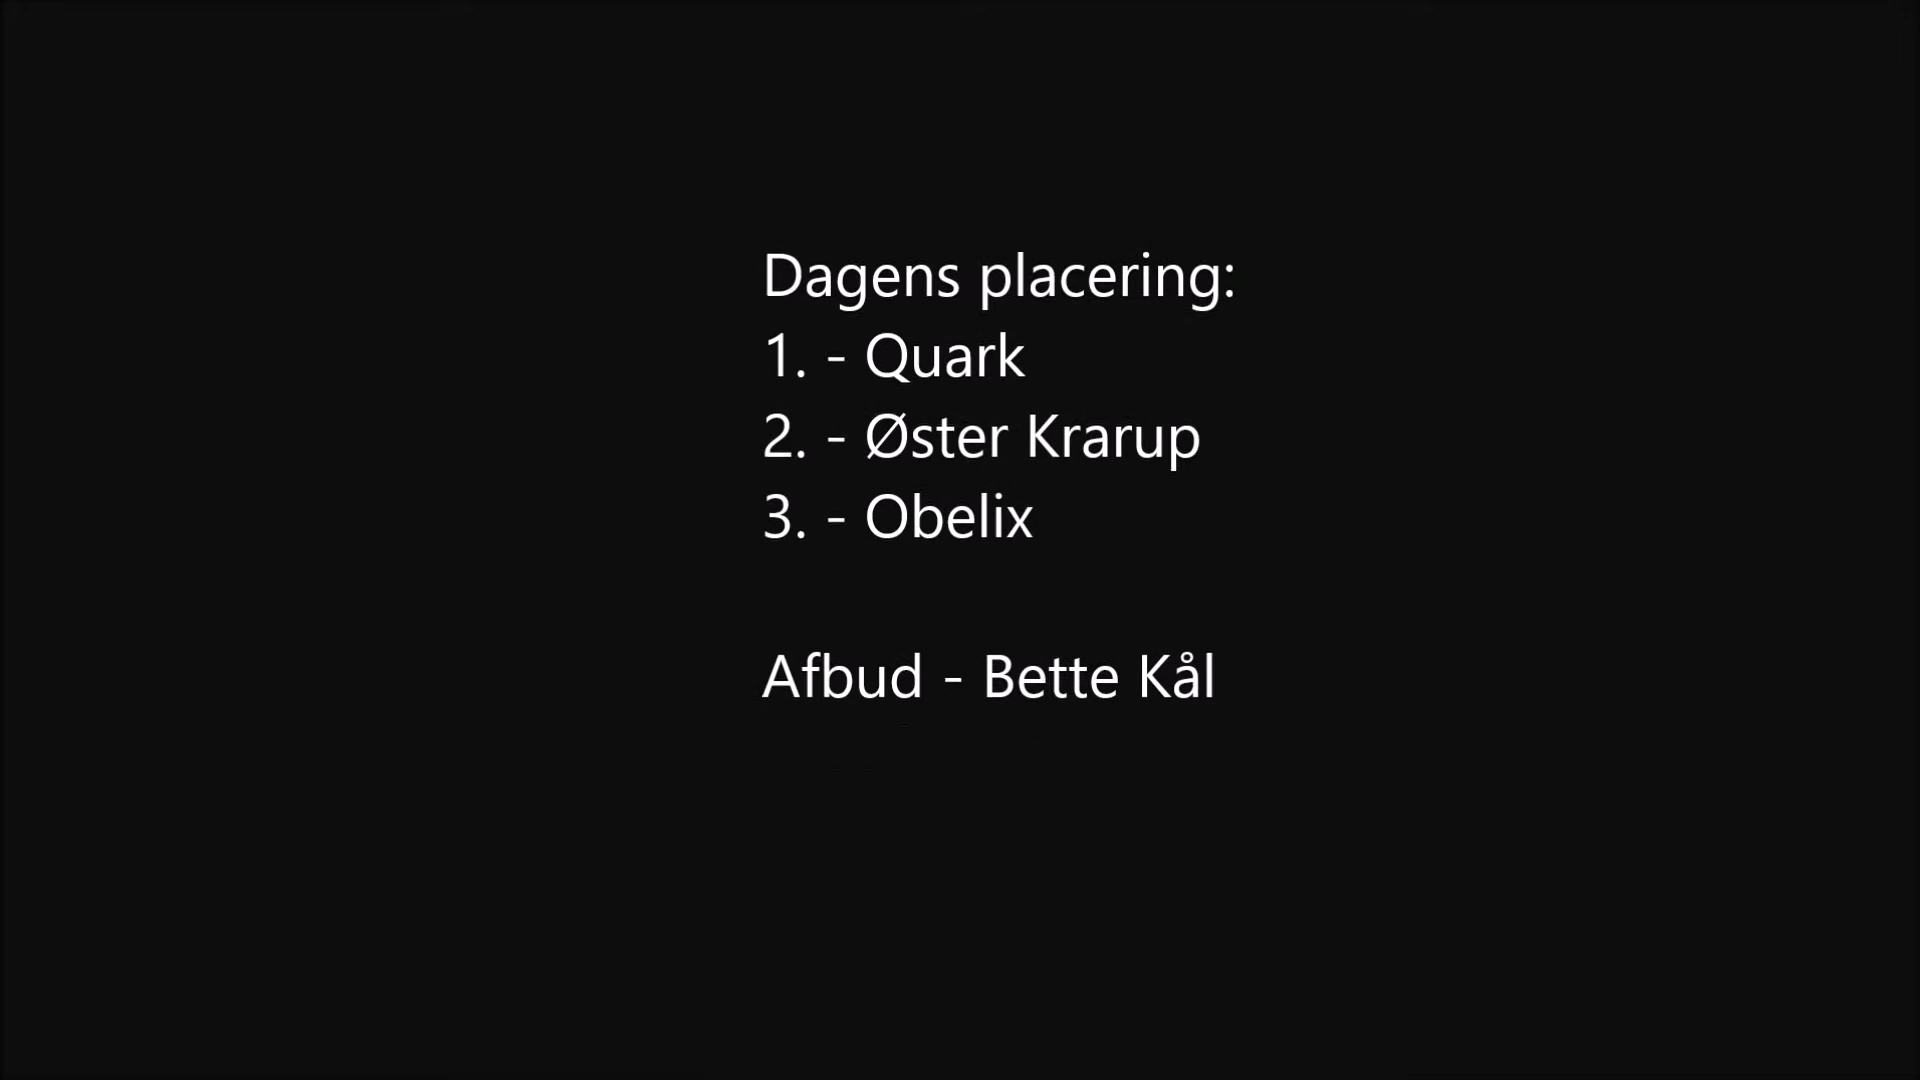 Dagens placering:
1. - Quark
2. - Øster Krarup
3. - Obelix
Afbud - Bette Kål